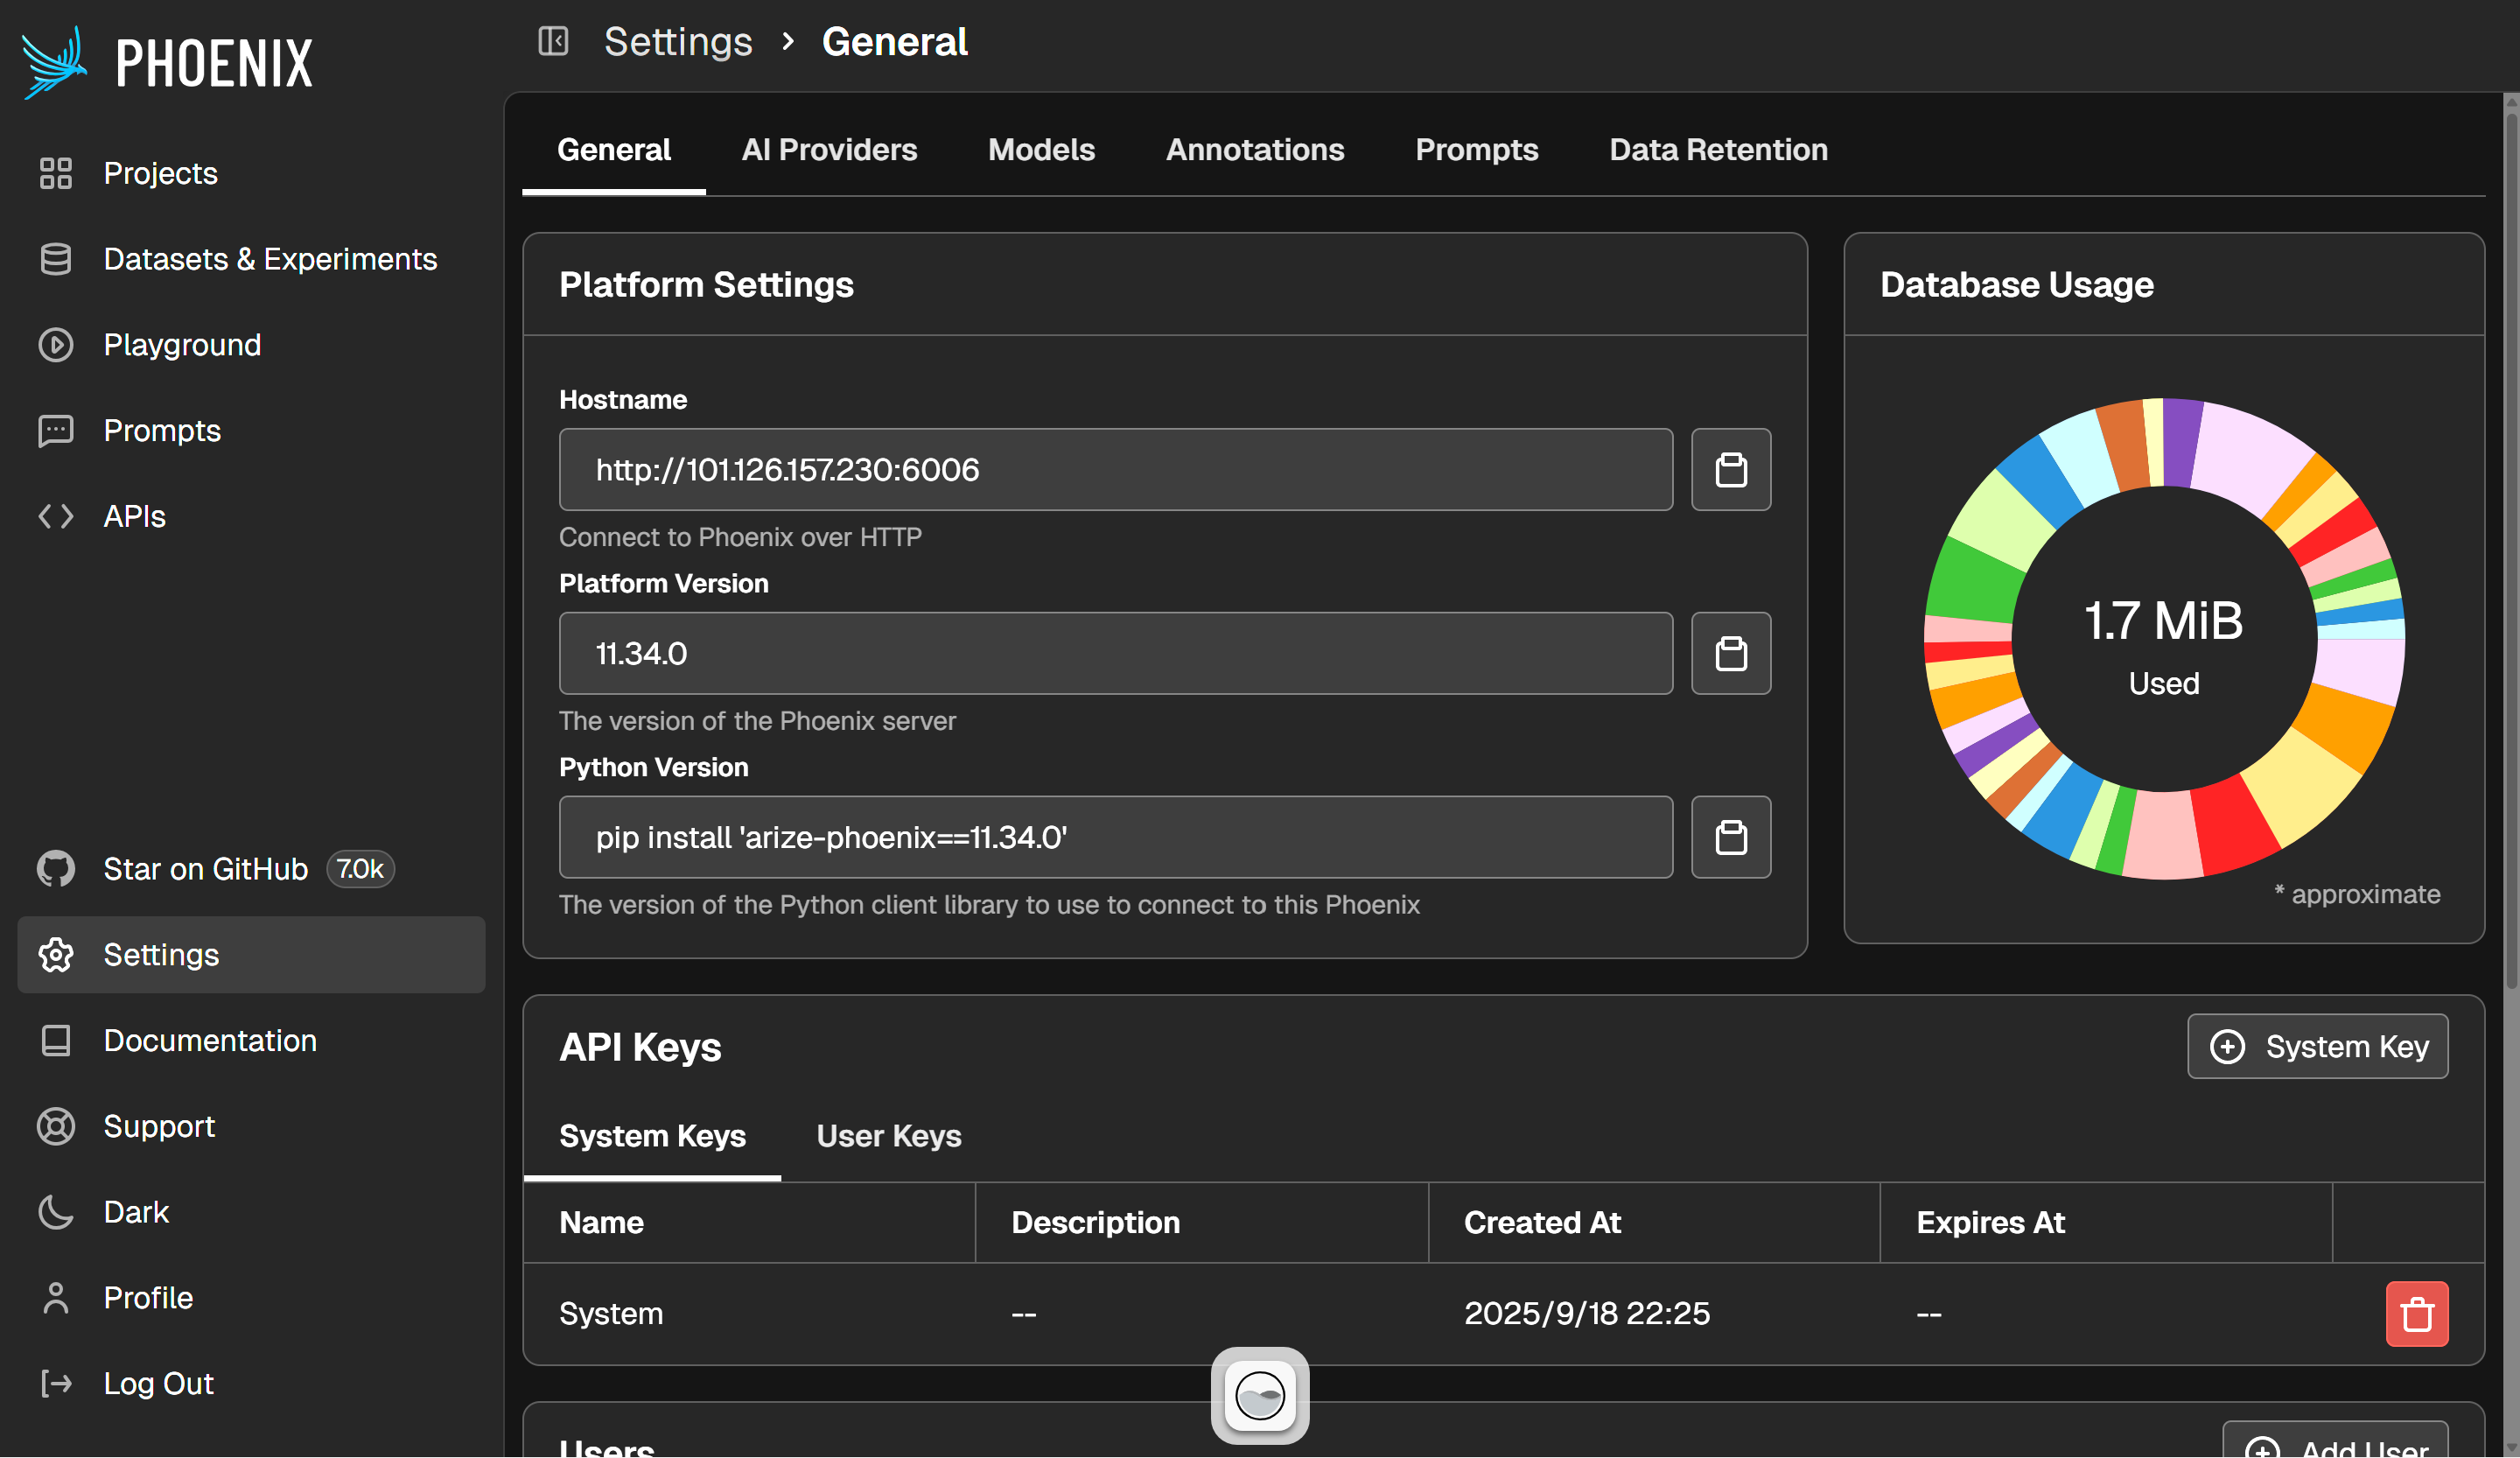 PHOENIX
Projects
Datasets & Experiments
Playground
Prompts
APIs
Star on GitHub 7.0k
Settings
Documentation
Support
Dark
Profile
Log Out
Settings > General
General AI Providers Models Annotations Prompts Data Retention
Platform Settings
Hostname
http://101.126.157.230:6006
Connect to Phoenix over HTTP
Platform Version
11.34.0
The version of the Phoenix server
Python Version
pip install 'arize-phoenix==11.34.0'
The version of the Python client library to use to connect to this Phoenix
Database Usage
1.7 MiB
Used
* approximate
API Keys
System Key
System Keys User Keys
Name Description Created At Expires At
System -- 2025/9/18 22:25 --
Users
Add User